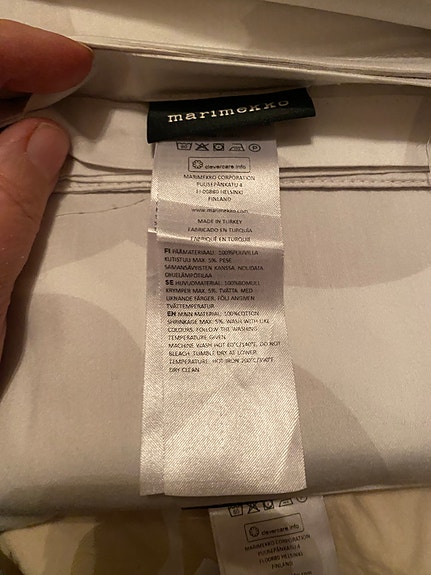 marimekko
clevercare.info
MARIMEKKO CORPORATION
PUUSEPÄNKATU 4
FI-00880 HELSINKI
FINLAND
www.marimekko.com
MADE IN TURKEY
FABRICADO EN TURQUÍA
FABRIQUÉ EN TURQUIE
FI PÄÄMATERIAALI: 100%PUUVILLA
KUTISTUU MAX. 5% PESE
SAMANSÄVYISTEN KANSSA. NOUDATA
OHJELÄMPÖTILAA
SE HUVUDMATERIAL: 100%BOMULL
KRYMPER MAX. 5%. TVÄTTA MED
LIKNANDE FÄRGER. FÖLJ ANGIVEN
TVÄTTEMPERATUR
EN MAIN MATERIAL: 100%COTTON
SHRINKAGE MAX. 5%. WASH WITH LIKE
COLOURS. FOLLOW THE WASHING
TEMPERATURE GIVEN.
MACHINE WASH HOT 60°C/140°F. DO NOT
BLEACH. TUMBLE DRY AT LOWER
TEMPERATURE. HOT IRON 200°C/390°F.
DRY CLEAN
clevercare.info
MARIMEKKO CORPORATION
PUUSEPÄNKATU 4
FINLAND